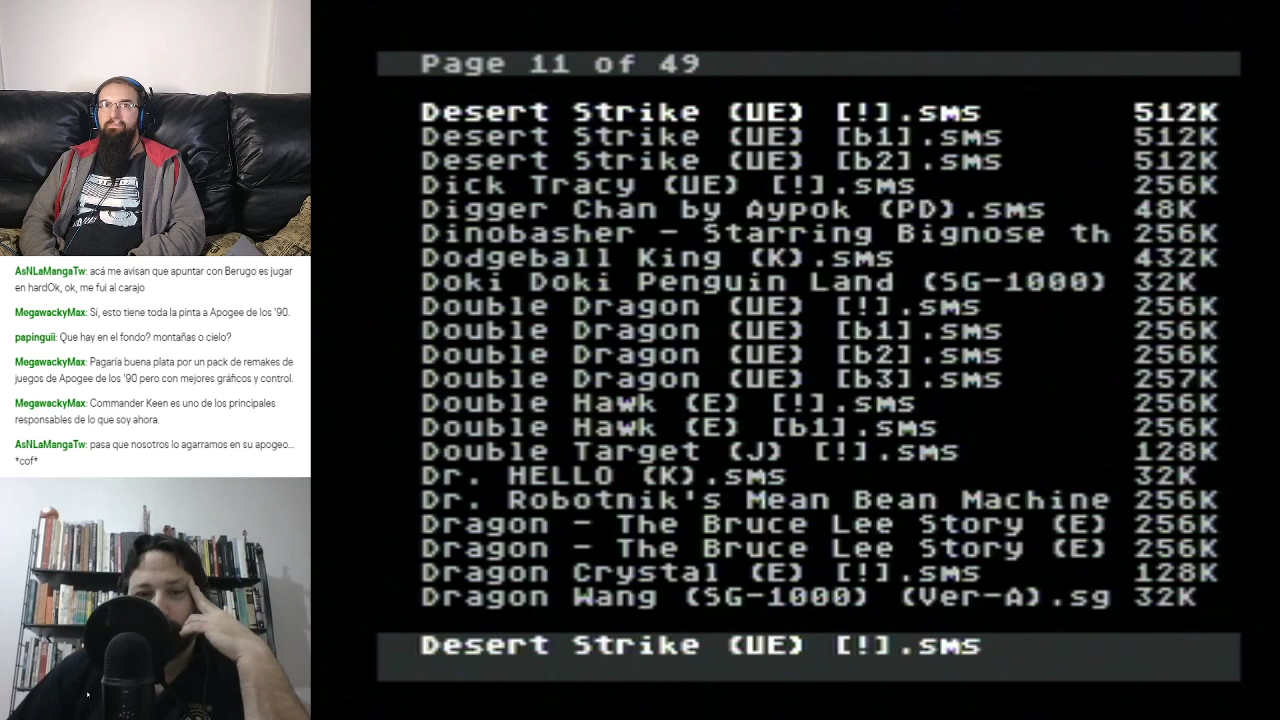 AsNLaMangaTw: acá me avisan que apuntar con Berugo es jugar
en hardOk, ok, me fui al carajo
MegawackyMax: Sí, esto tiene toda la pinta a Apogee de los '90.
papinguii: Que hay en el fondo? montañas o cielo?
MegawackyMax: Pagaría buena plata por un pack de remakes de
juegos de Apogee de los '90 pero con mejores gráficos y control.
MegawackyMax: Commander Keen es uno de los principales
responsables de lo que soy ahora.
AsNLaMangaTw: pasa que nosotros lo agarramos en su apogeo...
*cof*
Page 11 of 49
Desert Strike (UE) [!].sms 512K
Desert Strike (UE) [b1].sms 512K
Desert Strike (UE) [b2].sms 512K
Dick Tracy (UE) [!].sms 256K
Digger Chan by Aypok (PD).sms 48K
Dinobasher - Starring Bignose th 256K
Dodgeball King (K).sms 432K
Doki Doki Penguin Land (SG-1000) 32K
Double Dragon (UE) [!].sms 256K
Double Dragon (UE) [b1].sms 256K
Double Dragon (UE) [b2].sms 256K
Double Dragon (UE) [b3].sms 257K
Double Hawk (E) [!].sms 256K
Double Hawk (E) [b1].sms 256K
Double Target (J) [!].sms 128K
Dr. HELLO (K).sms 32K
Dr. Robotnik's Mean Bean Machine 256K
Dragon - The Bruce Lee Story (E) 256K
Dragon - The Bruce Lee Story (E) 256K
Dragon Crystal (E) [!].sms 128K
Dragon Wang (SG-1000) (Ver-A).sg 32K
Desert Strike (UE) [!].sms